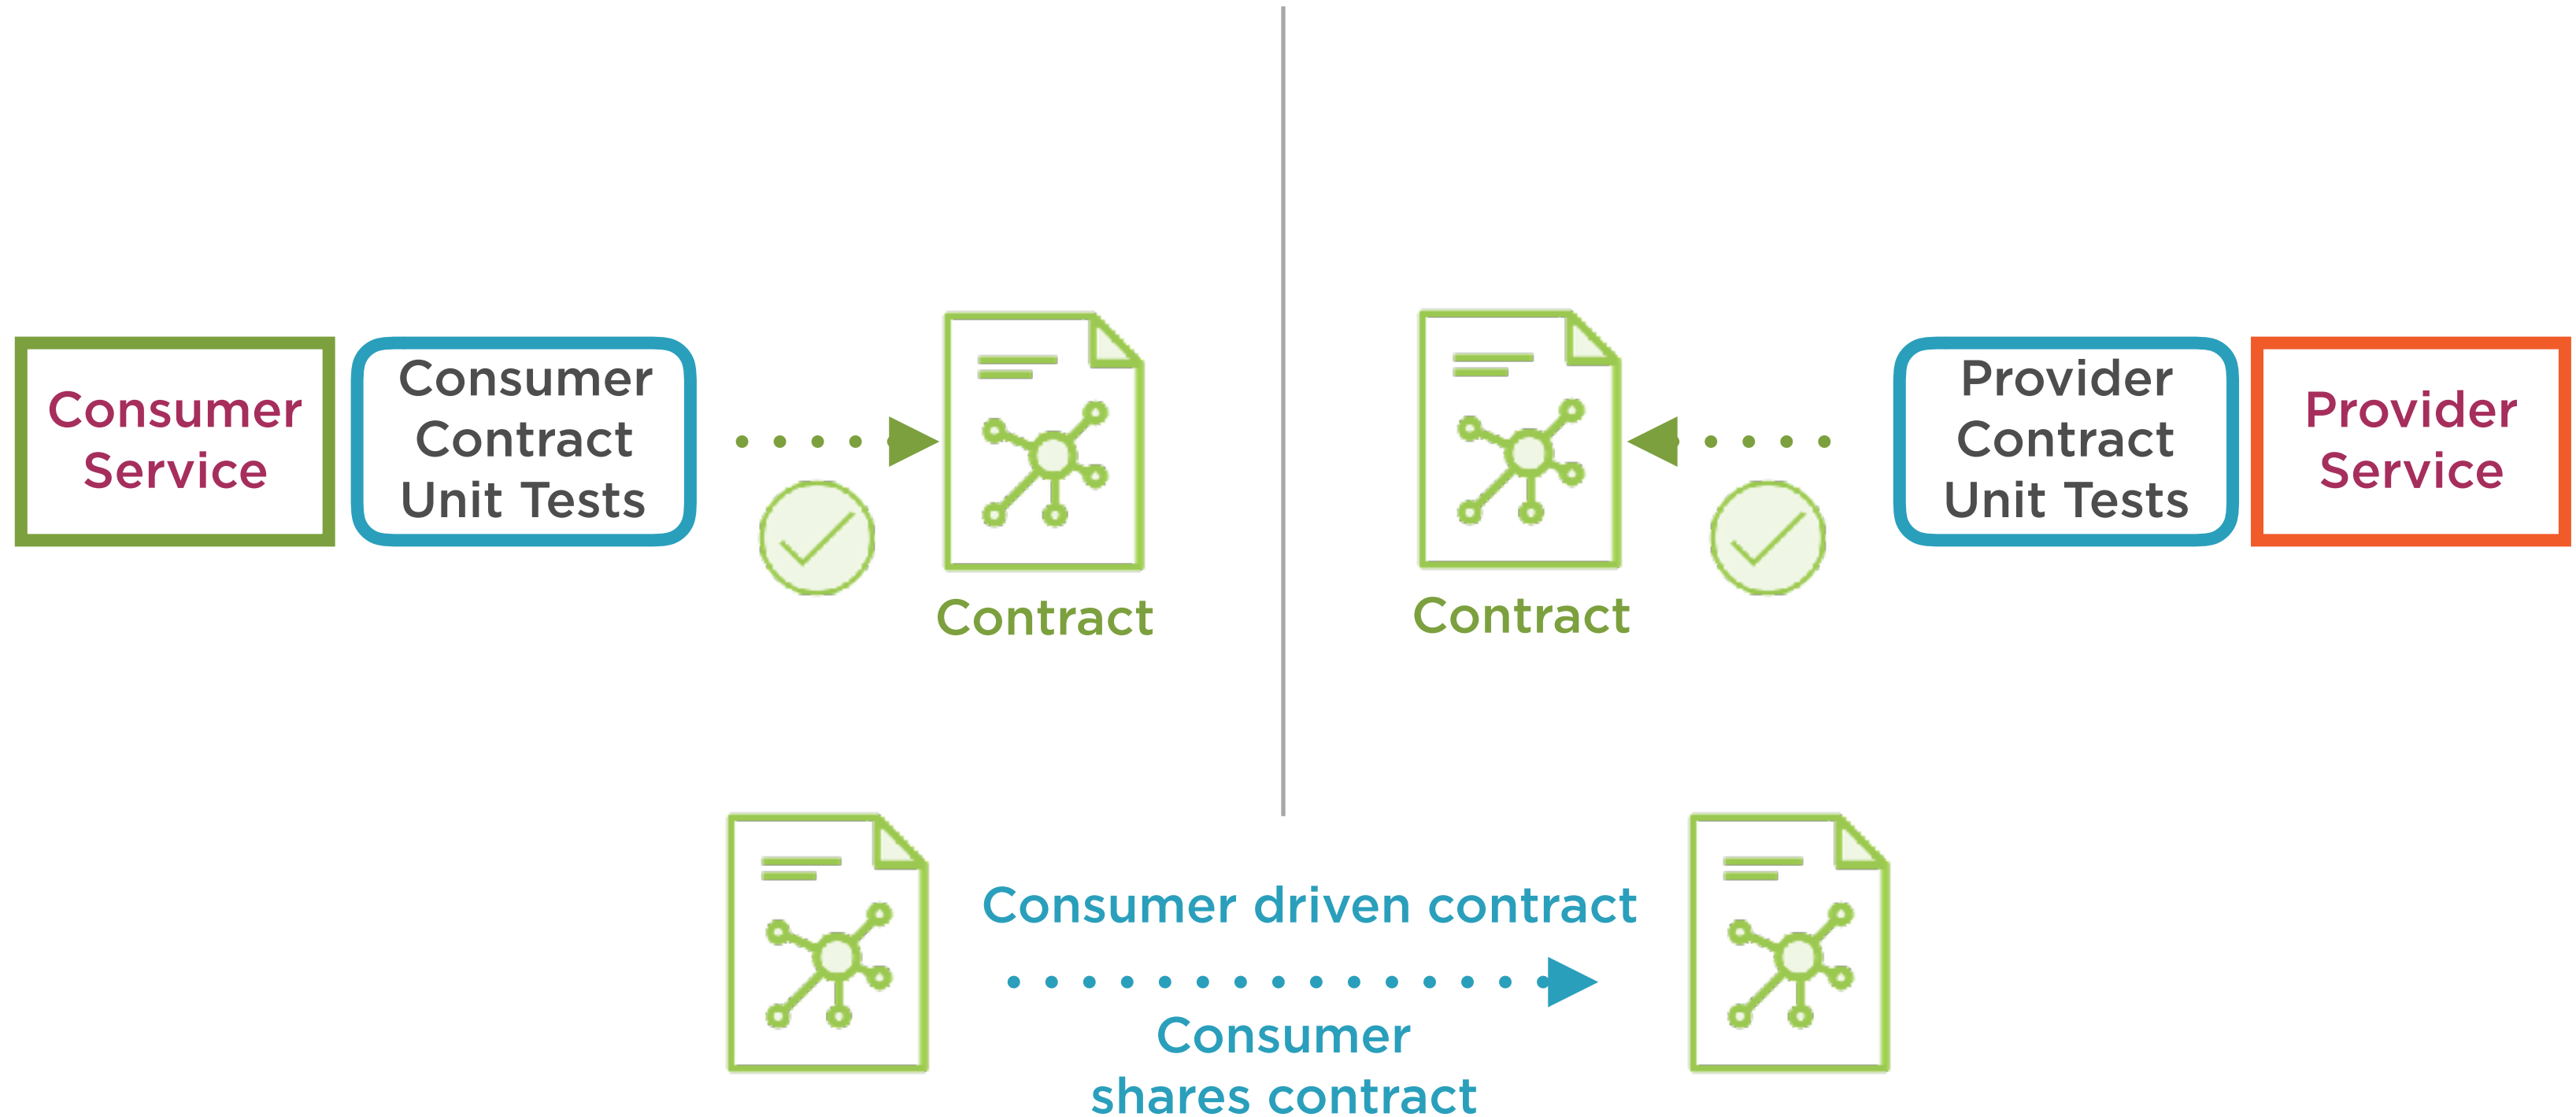 Consumer
Service
Consumer
Contract
Unit Tests
Contract
Contract
Provider
Contract
Unit Tests
Provider
Service
Consumer driven contract
Consumer
shares contract